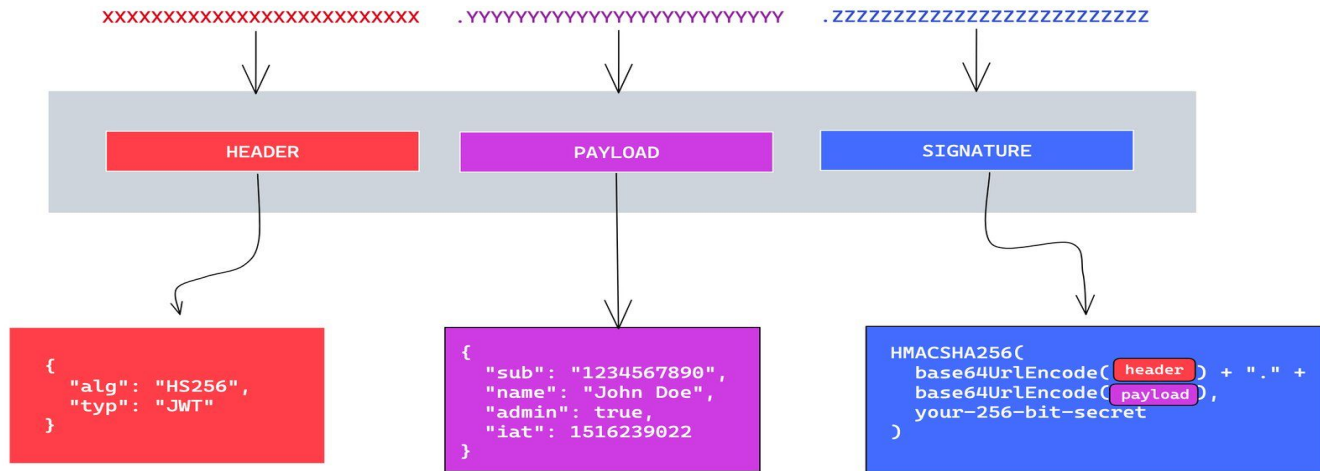 XXXXXXXXXXXXXXXXXXXXXXXXXX .YYYYYYYYYYYYYYYYYYYYYYYYYY .ZZZZZZZZZZZZZZZZZZZZZZZZZZ
HEADER PAYLOAD SIGNATURE
{
"alg": "HS256",
"typ": "JWT"
}
{
"sub": "1234567890",
"name": "John Doe",
"admin": true,
"iat": 1516239022
}
HMACSHA256(
base64UrlEncode(header) + "." +
base64UrlEncode(payload),
your-256-bit-secret
)